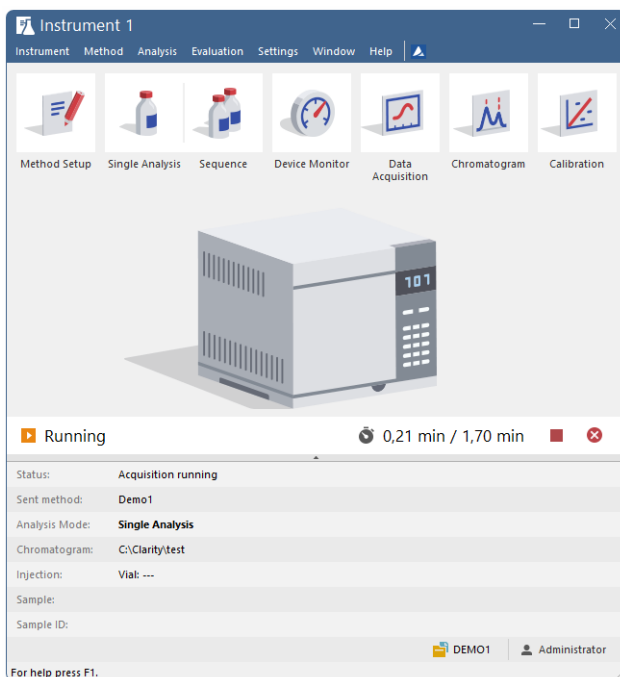 Instrument 1
Instrument Method Analysis Evaluation Settings Window Help
Method Setup Single Analysis Sequence Device Monitor Data Acquisition Chromatogram Calibration
101
Running 0,21 min / 1,70 min
Status: Acquisition running
Sent method: Demo1
Analysis Mode: Single Analysis
Chromatogram: C:\Clarity\test
Injection: Vial: ---
Sample:
Sample ID:
DEMO1 Administrator
For help press F1.